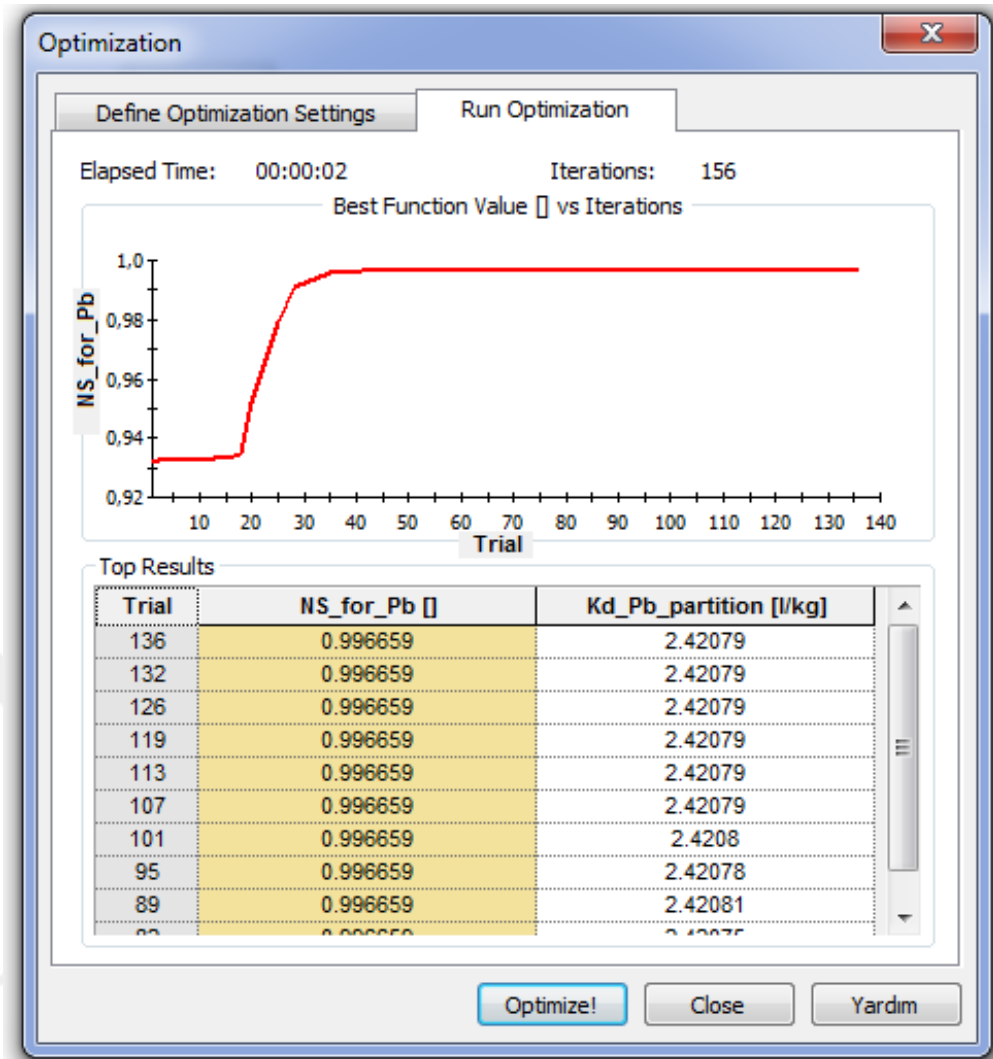 Optimization
Define Optimization Settings Run Optimization
Elapsed Time: 00:00:02 Iterations: 156
Best Function Value [] vs Iterations
NS_for_Pb
1,0
0,98
0,96
0,94
0,92
10 20 30 40 50 60 70 80 90 100 110 120 130 140
Trial
Top Results
Trial NS_for_Pb [] Kd_Pb_partition [l/kg]
136 0.996659 2.42079
132 0.996659 2.42079
126 0.996659 2.42079
119 0.996659 2.42079
113 0.996659 2.42079
107 0.996659 2.42079
101 0.996659 2.4208
95 0.996659 2.42078
89 0.996659 2.42081
Optimize! Close Yardım